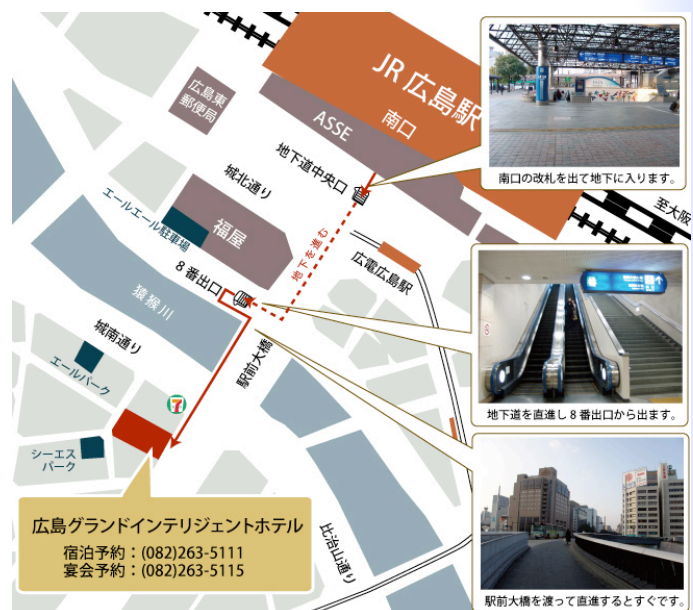 JR広島駅
南口
ASSE
広島東
郵便局
地下道中央口
城北通り
エールエール駐車場
福屋
地下を進む
8番出口
広電広島駅
至大阪
猿猴川
城南通り
エールパーク
駅前大橋
7
シーエス
パーク
比治山通り
広島グランドインテリジェントホテル
宿泊予約：(082)263-5111
宴会予約：(082)263-5115
南口の改札を出て地下に入ります。
地下道を直進し8番出口から出ます。
駅前大橋を渡って直進するとすぐです。